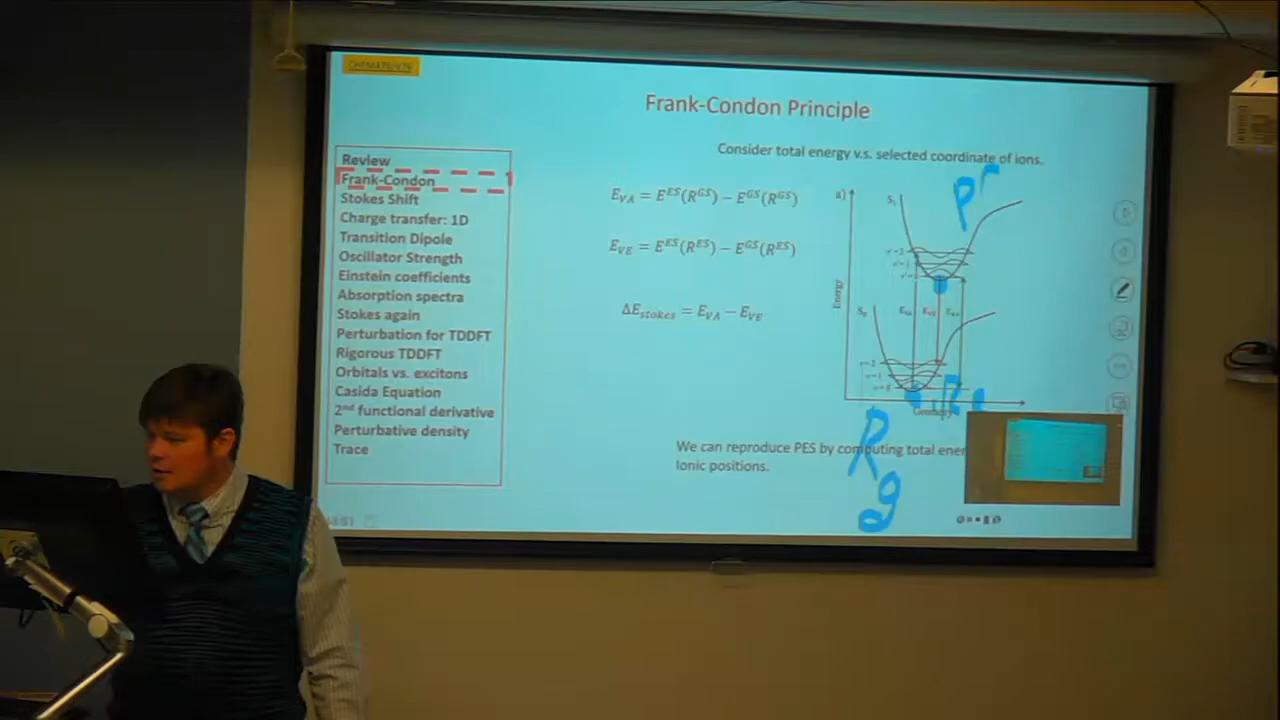 Frank-Condon Principle
Consider total energy v.s. selected coordinate of ions.
Review
Frank-Condon
Stokes Shift
Charge transfer: 1D
Transition Dipole
Oscillator Strength
Einstein coefficients
Absorption spectra
Stokes again
Perturbation for TDDFT
Rigorous TDDFT
Orbitals vs. excitons
Casida Equation
2nd functional derivative
Perturbative density
Trace
E_VA = E^ES(R^GS) − E^GS(R^GS)
E_VE = E^ES(R^ES) − E^GS(R^ES)
ΔE_stokes = E_VA − E_VE
a)
Energy
S₁
S₀
Geometry
We can reproduce PES by computing total ener
Ionic positions.
R
g